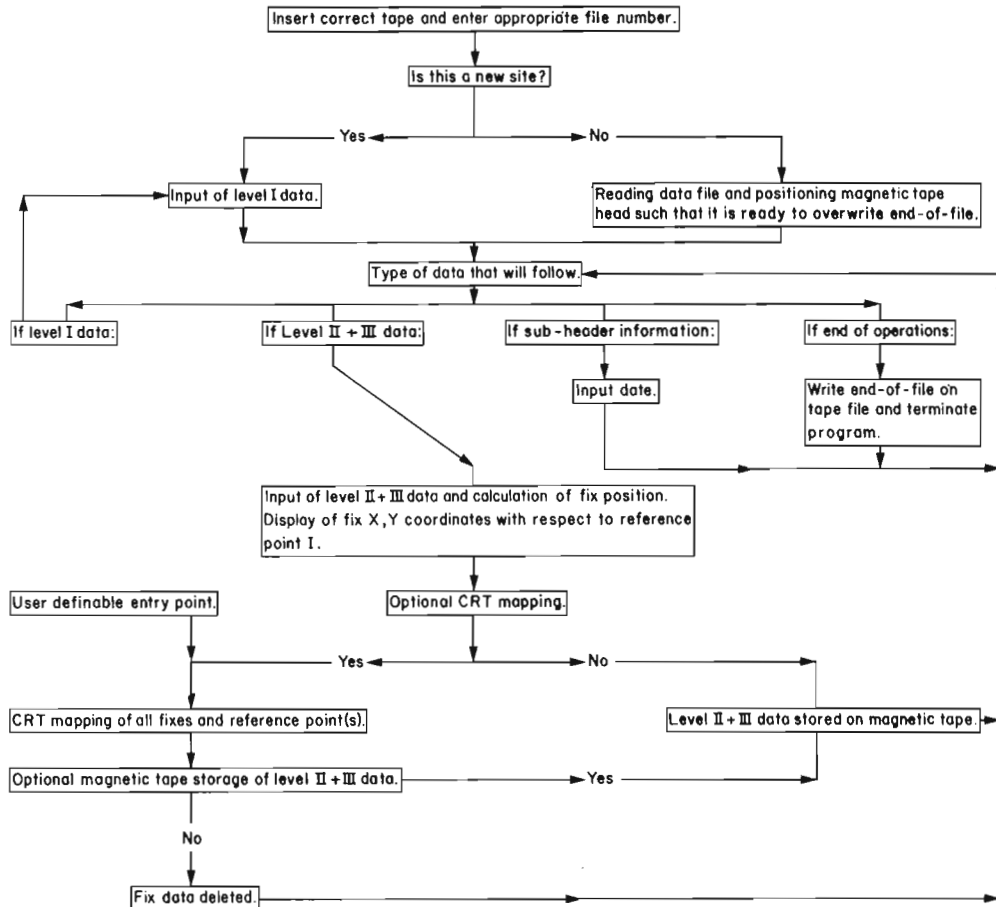 Insert correct tape and enter appropriate file number.
Is this a new site?
Yes
No
Input of level I data.
Reading data file and positioning magnetic tape
head such that it is ready to overwrite end-of-file.
Type of data that will follow.
If level I data:
If Level II + III data:
If sub-header information:
If end of operations:
Input date.
Write end-of-file on
tape file and terminate
program.
Input of level II + III data and calculation of fix position.
Display of fix X, Y coordinates with respect to reference
point I.
User definable entry point.
Optional CRT mapping.
Yes
No
CRT mapping of all fixes and reference point(s).
Level II + III data stored on magnetic tape.
Optional magnetic tape storage of level II + III data.
Yes
No
Fix data deleted.